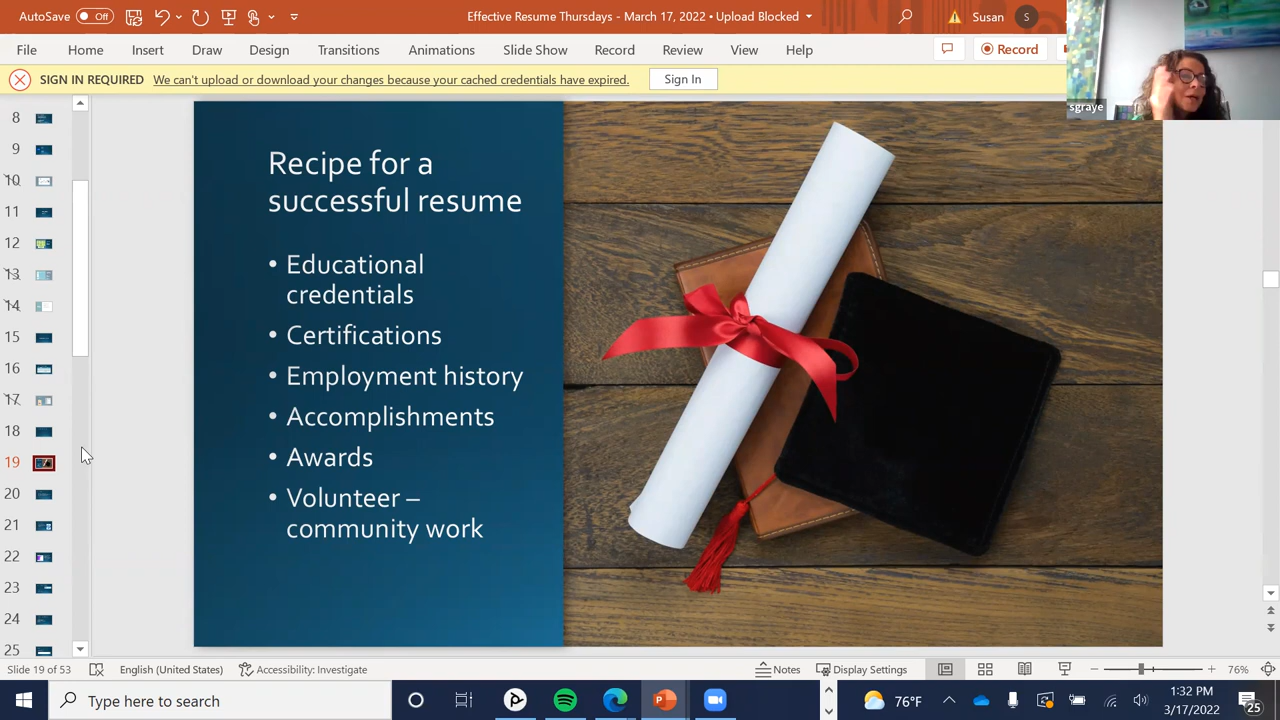 AutoSave Off
Effective Resume Thursdays - March 17, 2022 • Upload Blocked
Susan S
File Home Insert Draw Design Slide Show Transitions Animations Slide Show Record Review View Help
Record
SIGN IN REQUIRED We can't upload or download your changes because your cached credentials have expired. Sign In
sgraye
8
9
10
11
12
13
14
15
16
17
18
19
20
21
22
23
24
25
Recipe for a
successful resume
• Educational
credentials
• Certifications
• Employment history
• Accomplishments
• Awards
• Volunteer –
community work
Slide 19 of 53 English (United States) Accessibility: Investigate Notes Display Settings 76%
Type here to search
76°F
1:32 PM
3/17/2022
25